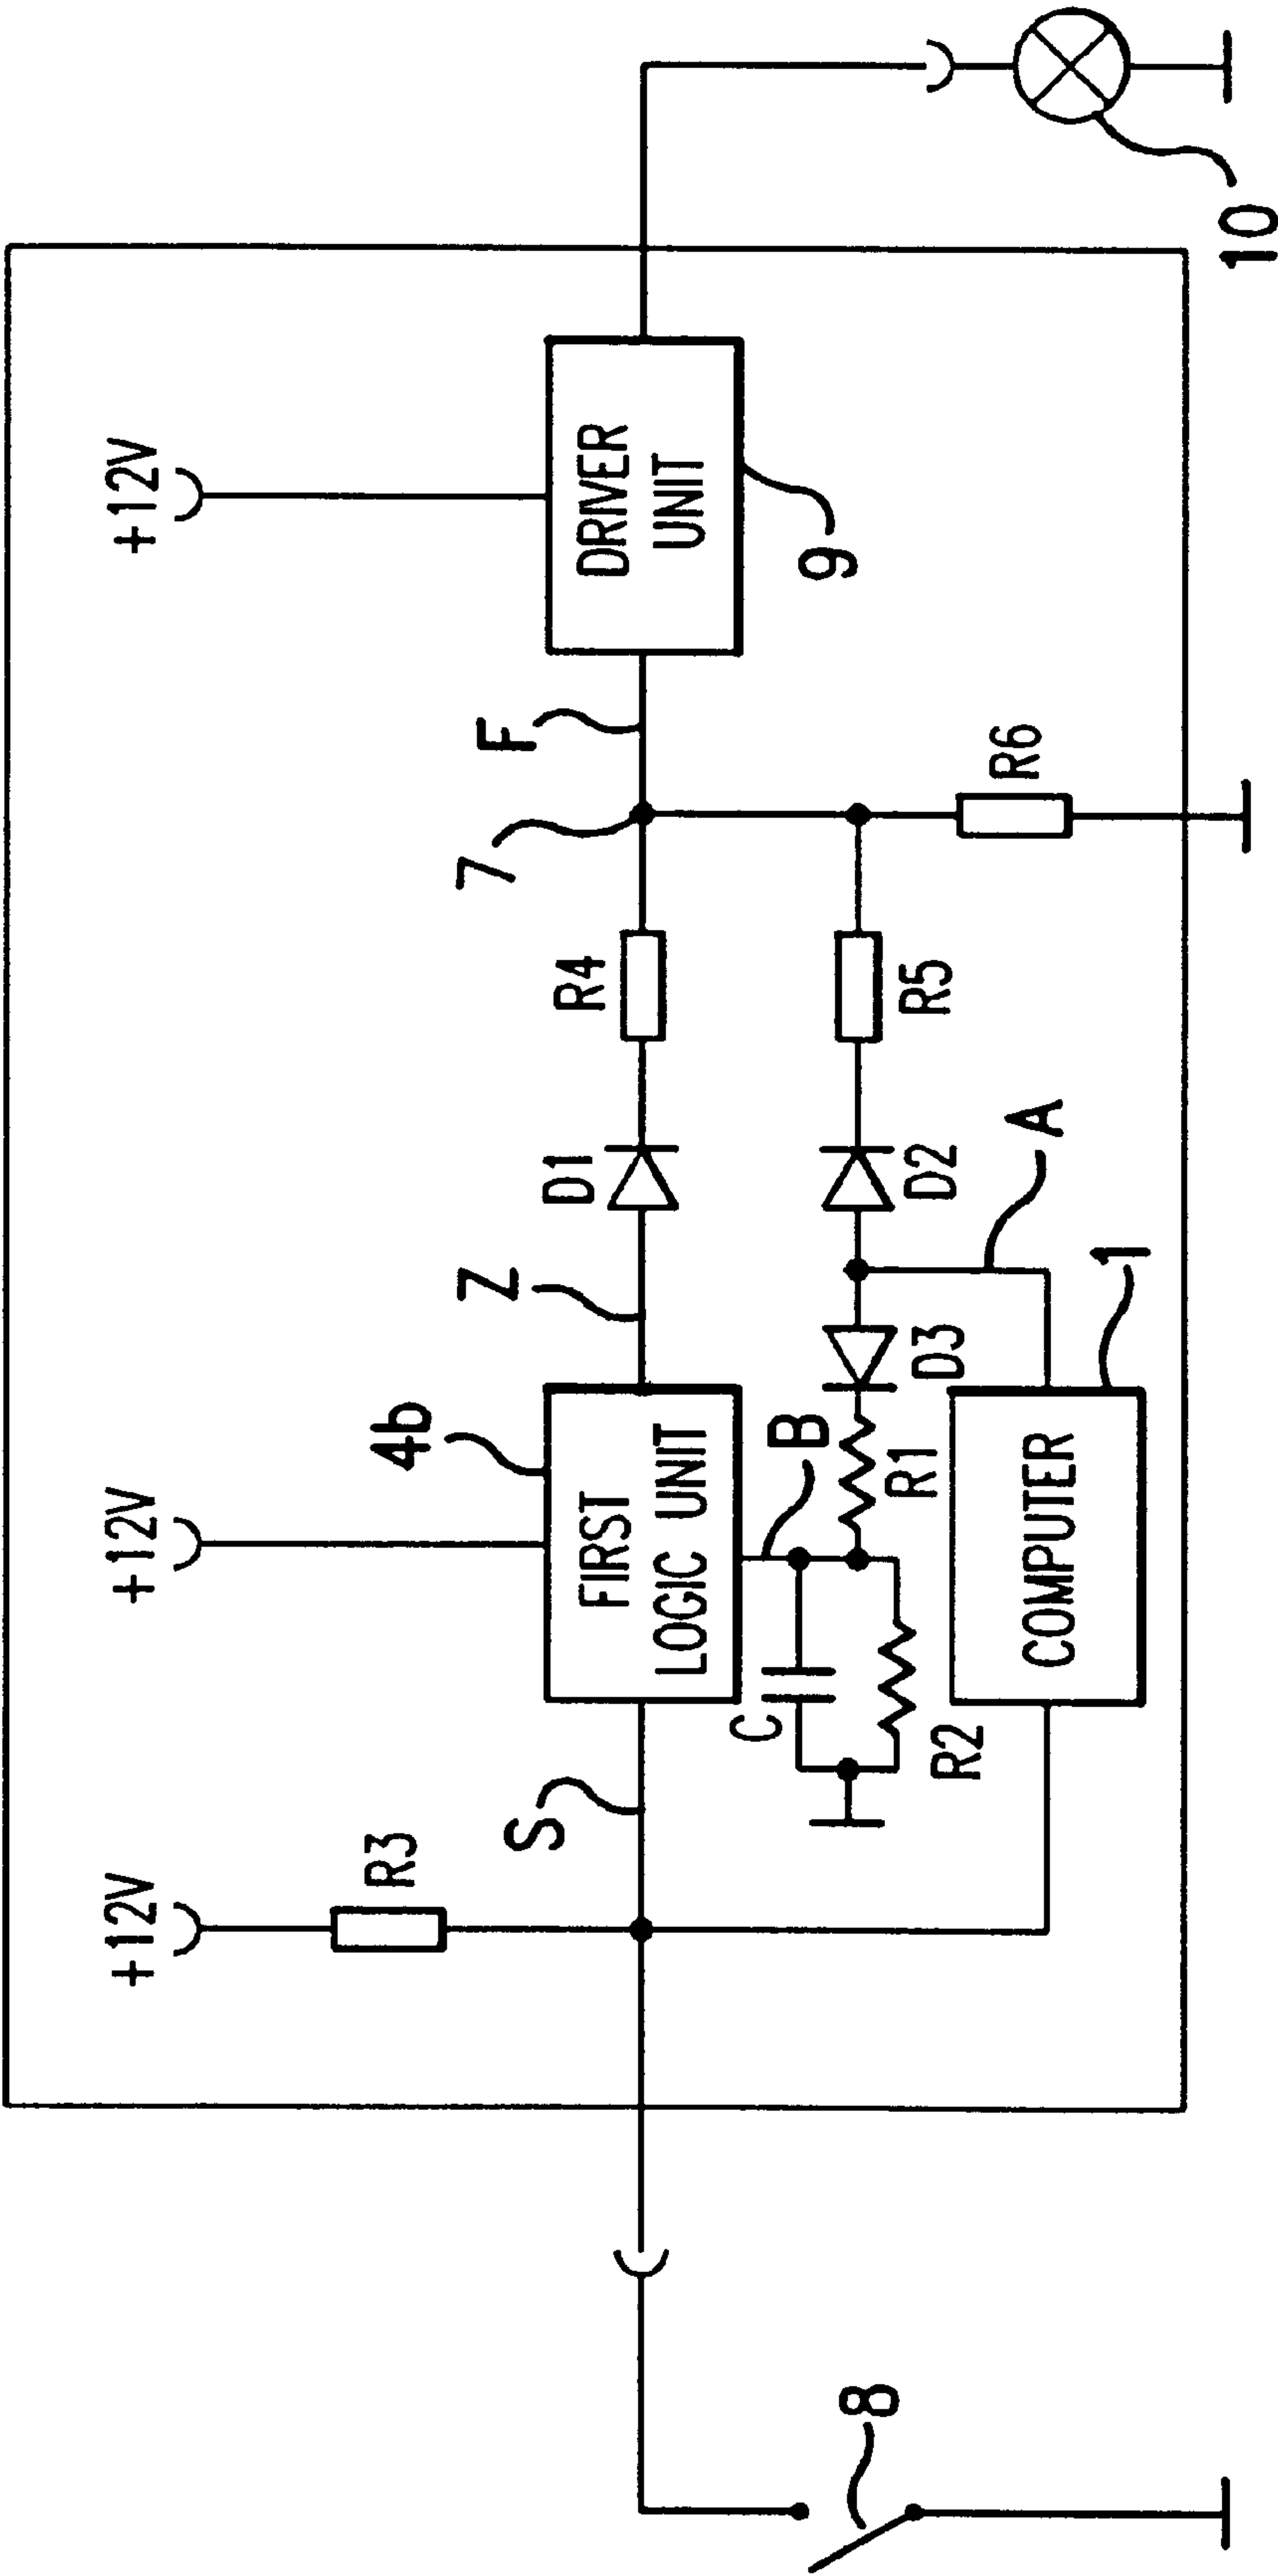 +12V
+12V
+12V
R3
4b
Z
7
F
S
FIRST
LOGIC UNIT
D1
R4
DRIVER
UNIT
9
B
C
R1
D3
D2
R5
R6
R2
A
COMPUTER
1
8
10